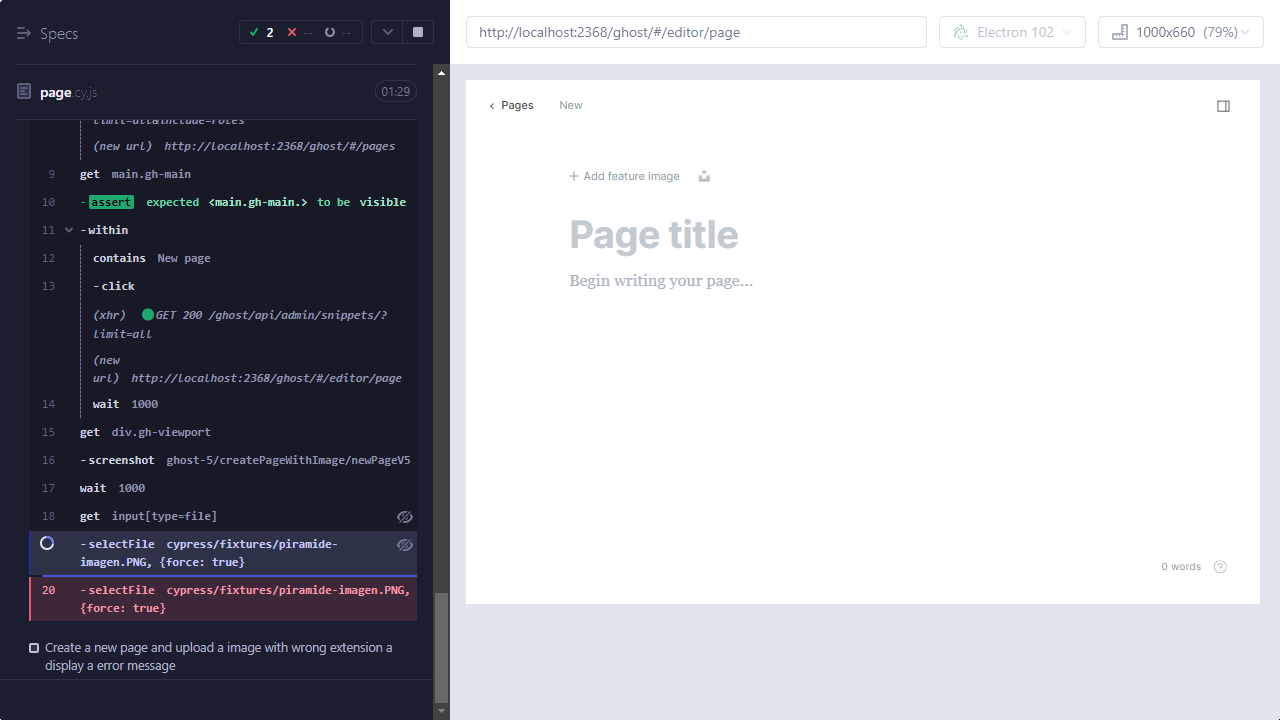 Specs
2 -- --
page.cy.js
01:29
limit=all&include=roles
(new url) http://localhost:2368/ghost/#/pages
9 get main.gh-main
10 -assert expected <main.gh-main.> to be visible
11 -within
12 contains New page
13 -click
(xhr) GET 200 /ghost/api/admin/snippets/?
limit=all
(new
url) http://localhost:2368/ghost/#/editor/page
14 wait 1000
15 get div.gh-viewport
16 -screenshot ghost-5/createPageWithImage/newPageV5
17 wait 1000
18 get input[type=file]
-selectFile cypress/fixtures/piramide-
imagen.PNG, {force: true}
20 -selectFile cypress/fixtures/piramide-imagen.PNG,
{force: true}
Create a new page and upload a image with wrong extension a
display a error message
http://localhost:2368/ghost/#/editor/page
Electron 102
1000x660 (79%)
Pages
New
Add feature image
Page title
Begin writing your page...
0 words
?